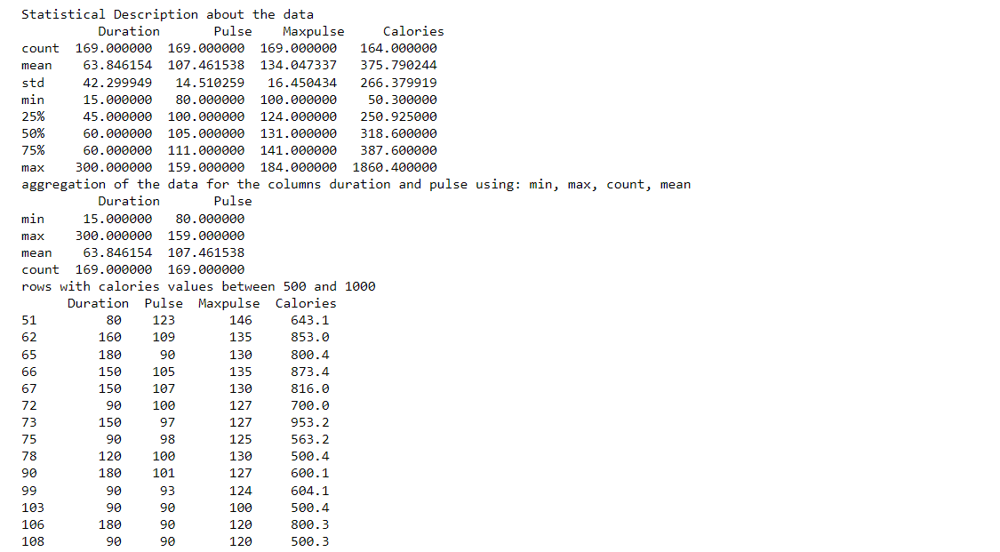 Statistical Description about the data
Duration Pulse Maxpulse Calories
count 169.000000 169.000000 169.000000 164.000000
mean 63.846154 107.461538 134.047337 375.790244
std 42.299949 14.510259 16.450434 266.379919
min 15.000000 80.000000 100.000000 50.300000
25% 45.000000 100.000000 124.000000 250.925000
50% 60.000000 105.000000 131.000000 318.600000
75% 60.000000 111.000000 141.000000 387.600000
max 300.000000 159.000000 184.000000 1860.400000
aggregation of the data for the columns duration and pulse using: min, max, count, mean
Duration Pulse
min 15.000000 80.000000
max 300.000000 159.000000
mean 63.846154 107.461538
count 169.000000 169.000000
rows with calories values between 500 and 1000
Duration Pulse Maxpulse Calories
51 80 123 146 643.1
62 160 109 135 853.0
65 180 90 130 800.4
66 150 105 135 873.4
67 150 107 130 816.0
72 90 100 127 700.0
73 150 97 127 953.2
75 90 98 125 563.2
78 120 100 130 500.4
90 180 101 127 600.1
99 90 93 124 604.1
103 90 90 100 500.4
106 180 90 120 800.3
108 90 90 120 500.3